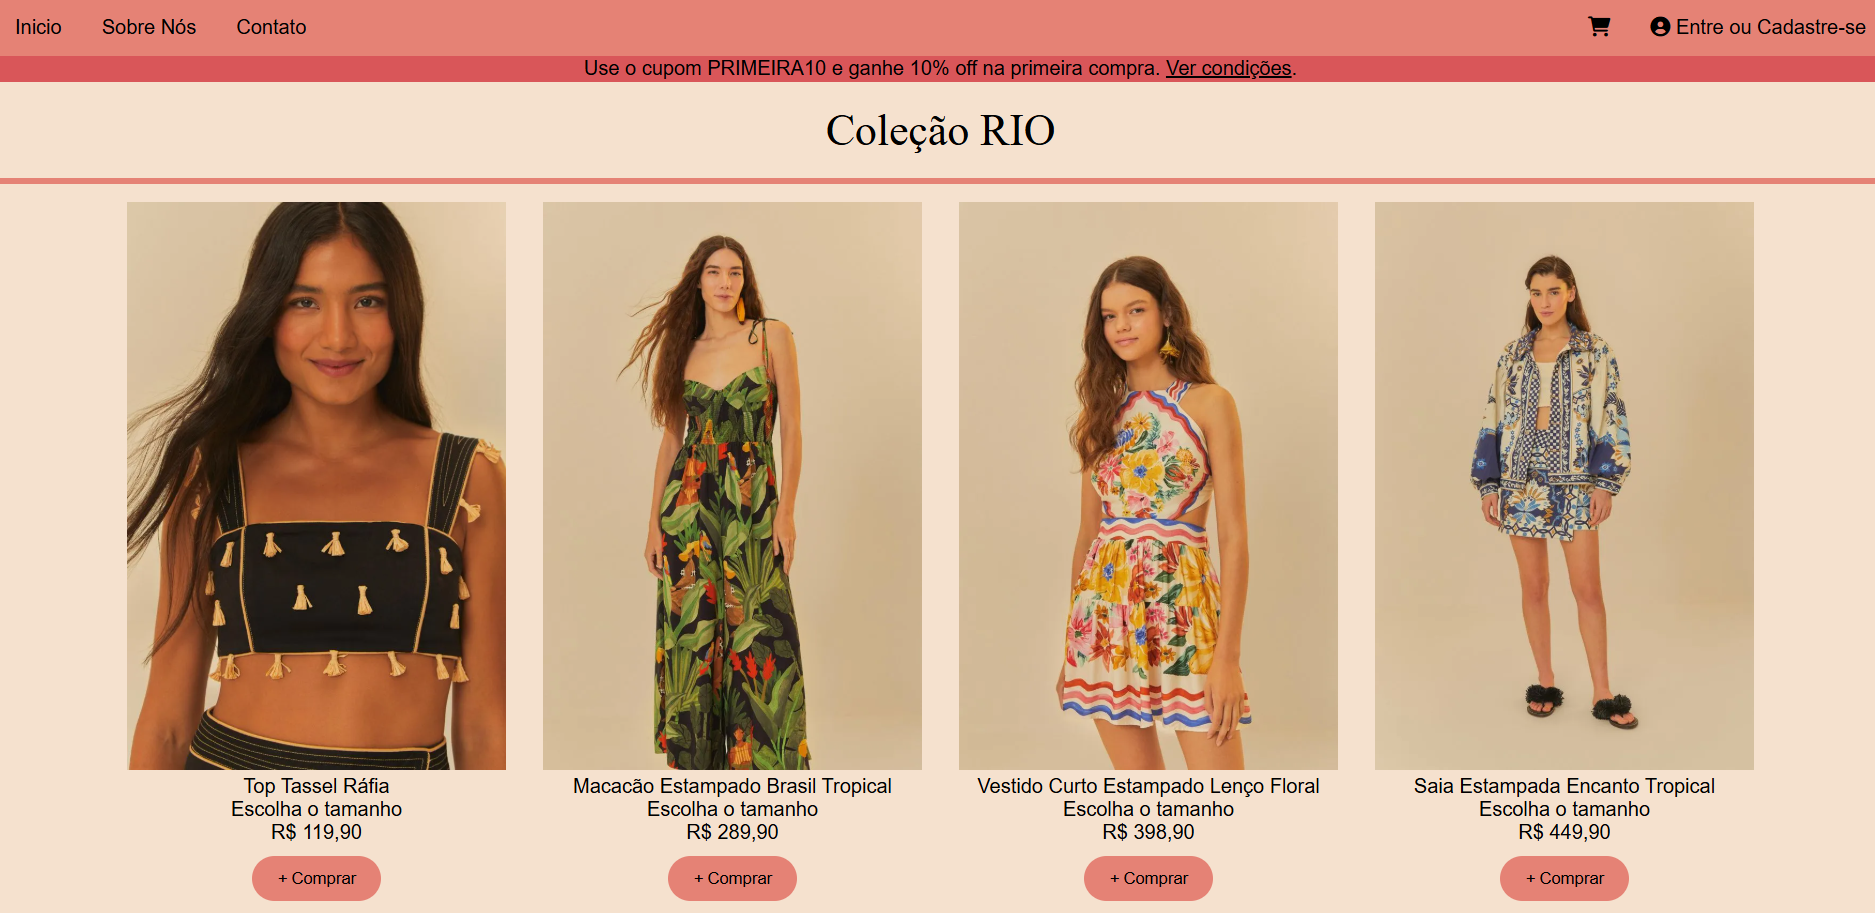 Inicio Sobre Nós Contato Entre ou Cadastre-se
Use o cupom PRIMEIRA10 e ganhe 10% off na primeira compra. Ver condições.
Coleção RIO
Top Tassel Ráfia
Escolha o tamanho
R$ 119,90
+ Comprar
Macacão Estampado Brasil Tropical
Escolha o tamanho
R$ 289,90
+ Comprar
Vestido Curto Estampado Lenço Floral
Escolha o tamanho
R$ 398,90
+ Comprar
Saia Estampada Encanto Tropical
Escolha o tamanho
R$ 449,90
+ Comprar